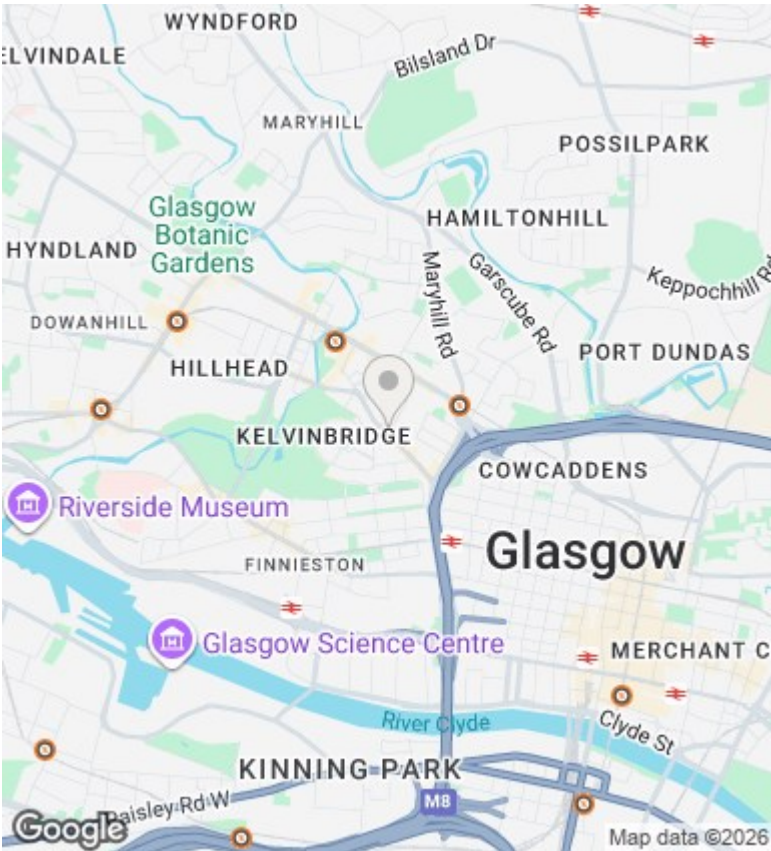 WYNDFORD
ELVINDALE
Bilsland Dr
MARYHILL
POSSILPARK
Glasgow
Botanic
Gardens
HAMILTONHILL
HYNDLAND
Maryhill Rd
Garscube Rd
Keppochhill Rd
DOWANHILL
PORT DUNDAS
HILLHEAD
KELVINBRIDGE
COWCADDENS
Riverside Museum
Glasgow
FINNIESTON
Glasgow Science Centre
MERCHANT C
River Clyde
Clyde St
KINNING PARK
M8
Paisley Rd W
Google
Map data ©2026